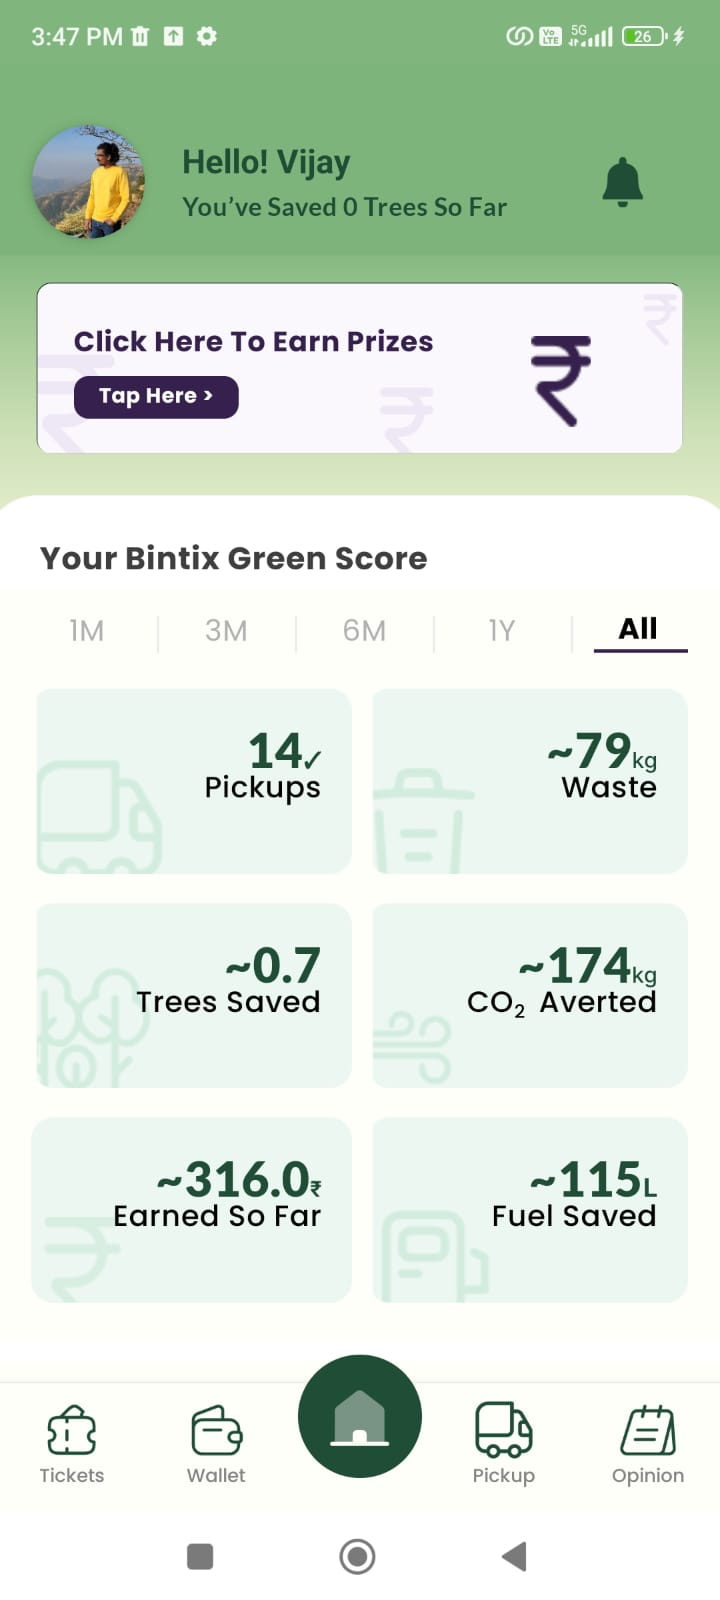 3:47 PM
Vo LTE 5G 26
Hello! Vijay
You’ve Saved 0 Trees So Far
Click Here To Earn Prizes
₹
Tap Here >
Your Bintix Green Score
1M 3M 6M 1Y All
14✓ ~79kg
Pickups Waste
~0.7 ~174kg
Trees Saved CO₂ Averted
~316.0₹ ~115L
Earned So Far Fuel Saved
Tickets Wallet Pickup Opinion